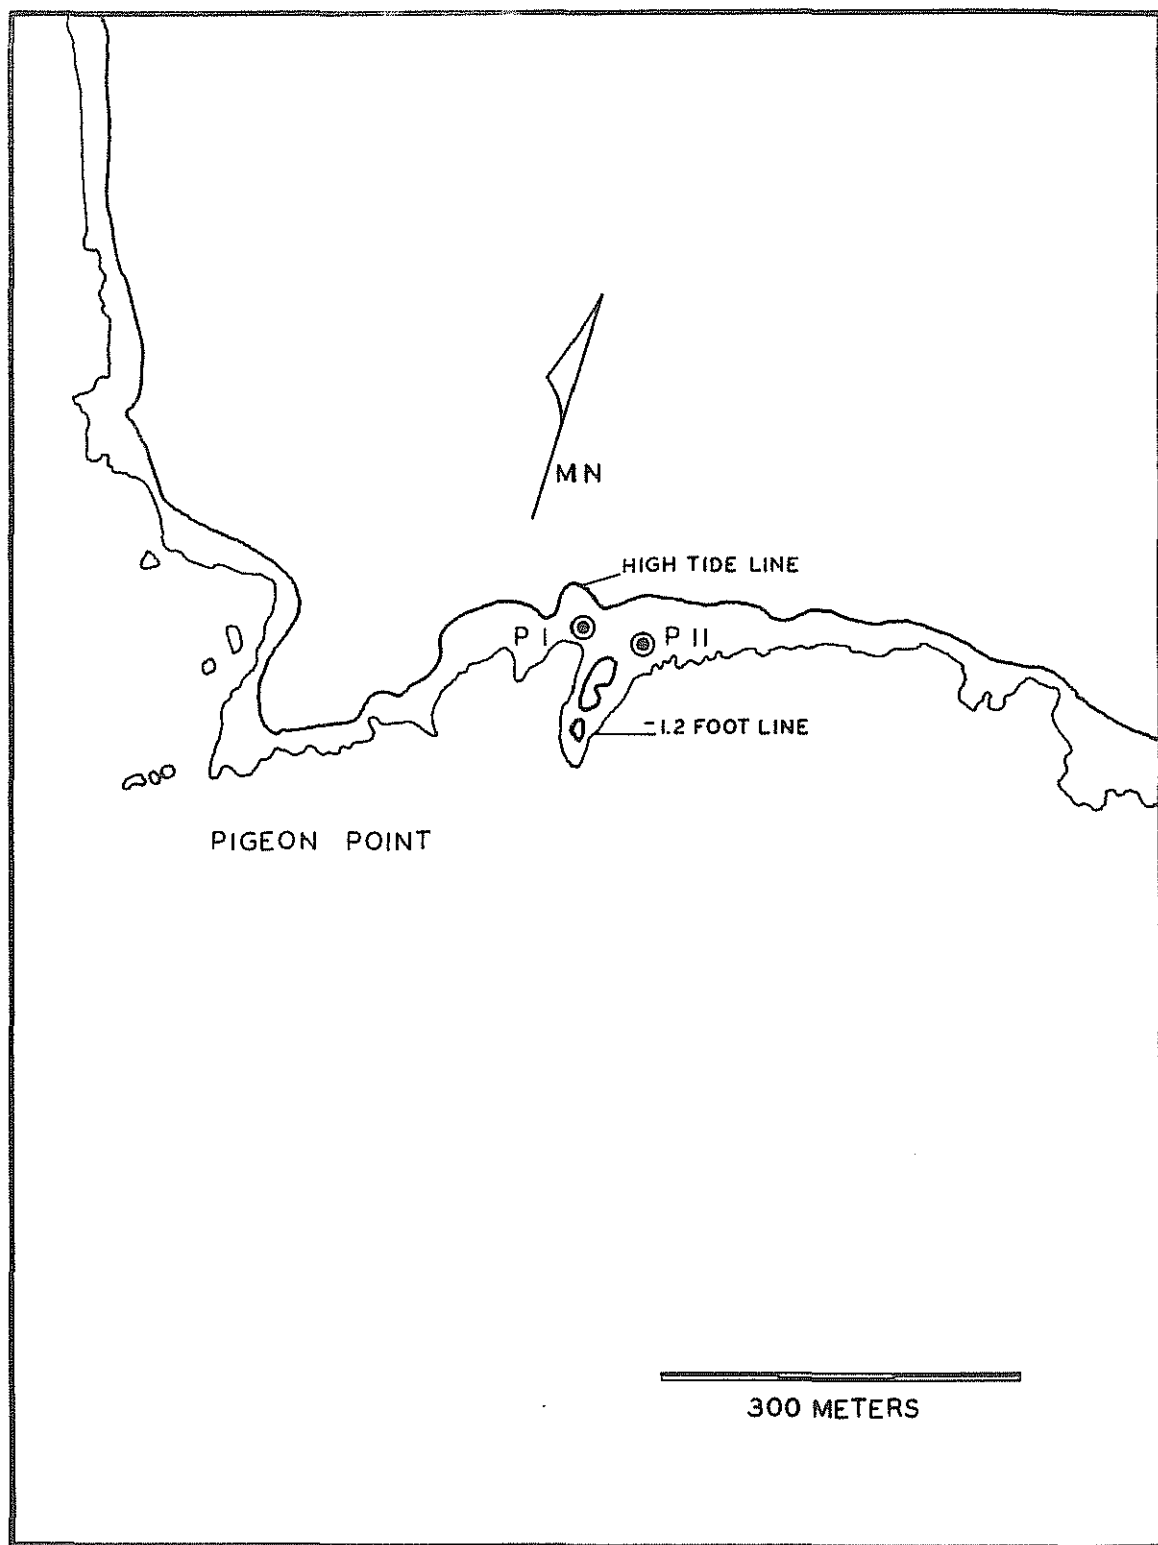 MN
HIGH TIDE LINE
P I
P II
-1.2 FOOT LINE
PIGEON POINT
300 METERS